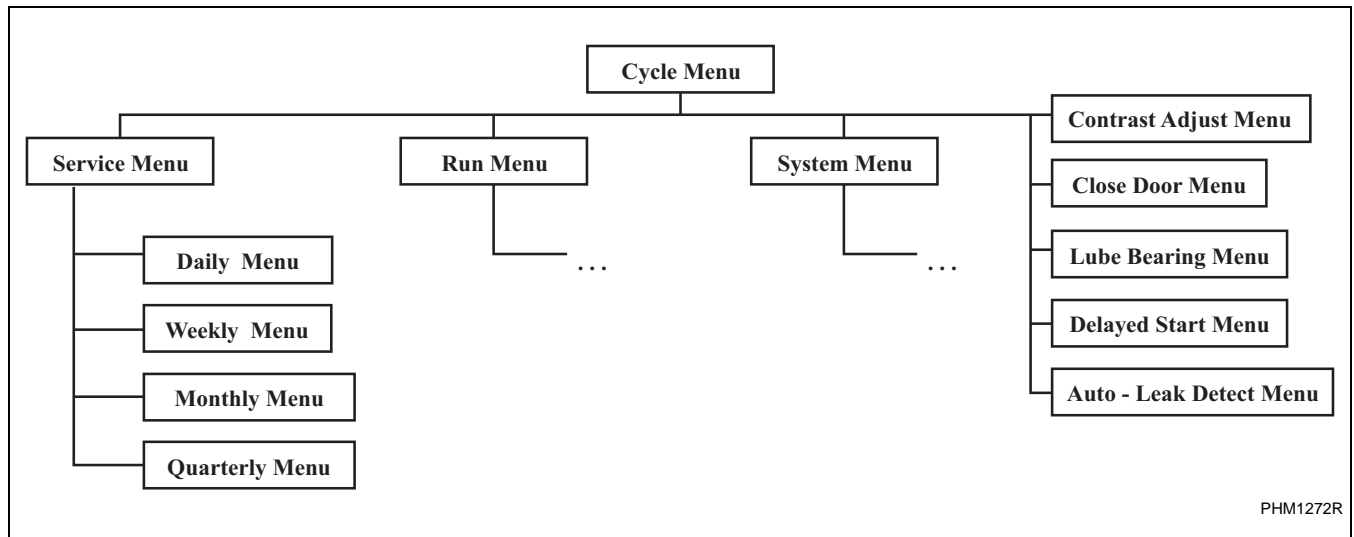 Cycle Menu
Service Menu
Daily Menu
Weekly Menu
Monthly Menu
Quarterly Menu
Run Menu
...
System Menu
...
Contrast Adjust Menu
Close Door Menu
Lube Bearing Menu
Delayed Start Menu
Auto - Leak Detect Menu
PHM1272R